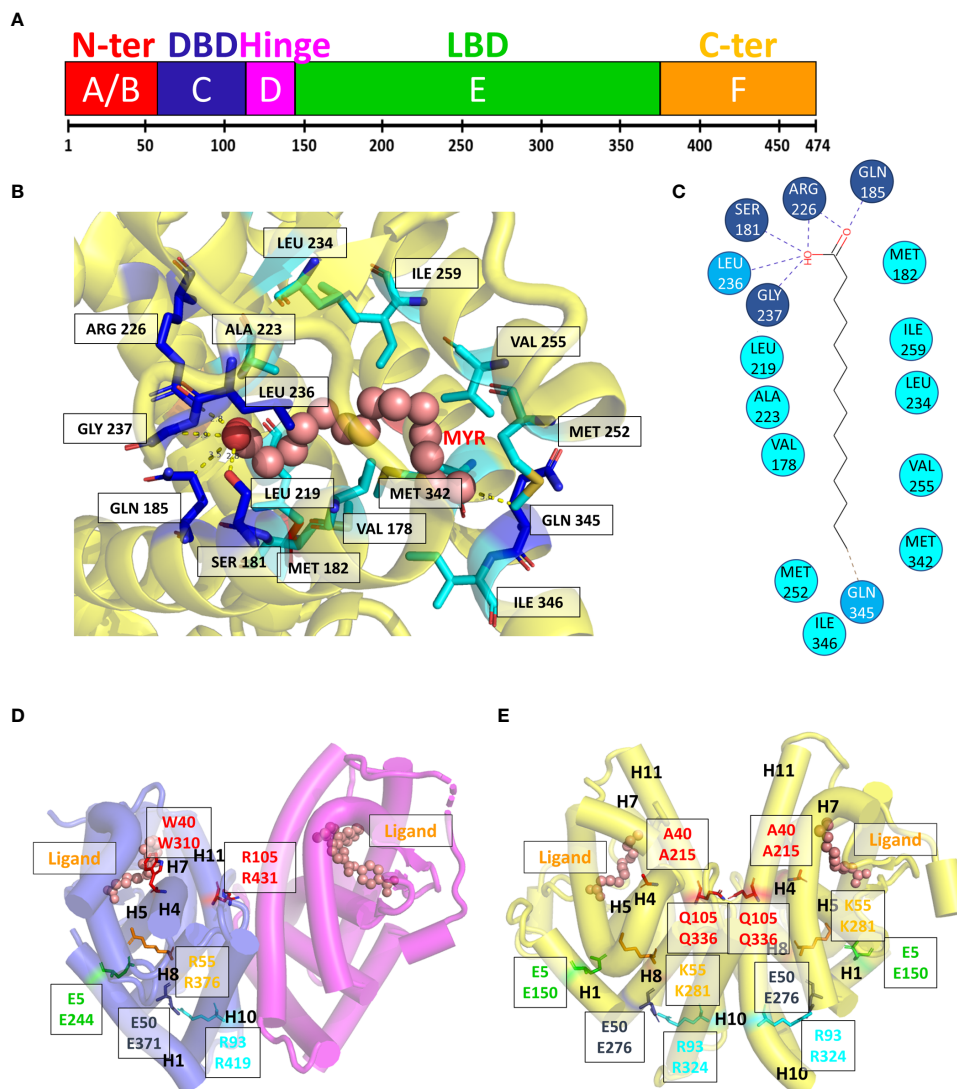 A
N-ter DBD Hinge LBD C-ter
A/B C D E F
1 50 100 150 200 250 300 350 400 450 474
B
LEU 234
ILE 259
ARG 226
ALA 223
VAL 255
LEU 236
GLY 237
MYR
MET 252
LEU 219
MET 342
GLN 185
VAL 178
GLN 345
SER 181
MET 182
ILE 346
C
GLN
185
ARG
226
SER
181
O
HO
MET
182
LEU
236
GLY
237
ILE
259
LEU
219
LEU
234
ALA
223
VAL
178
VAL
255
MET
342
MET
252
GLN
345
ILE
346
D
W40
W310
Ligand
H7
H11
R105
R431
Ligand
H5
H4
R55
R376
H8
E5
E244
E50
E371
H10
R93
R419
H1
E
H11
H11
H7
H7
A40
A215
A40
A215
Ligand
Ligand
H4
H4
H5
H5
K55
K281
Q105
Q336
Q105
Q336
H8
H8
E5
E150
H1
K55
K281
E50
E276
H1
E5
E150
E50
E276
H10
R93
R324
R93
R324
H10